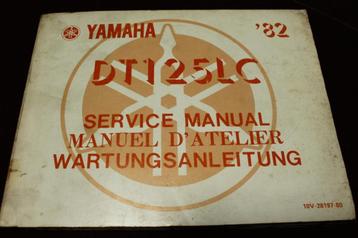 YAMAHA '82
DT125LC
SERVICE MANUAL
MANUEL D'ATELIER
WARTUNGSANLEITUNG
10V-28197-80